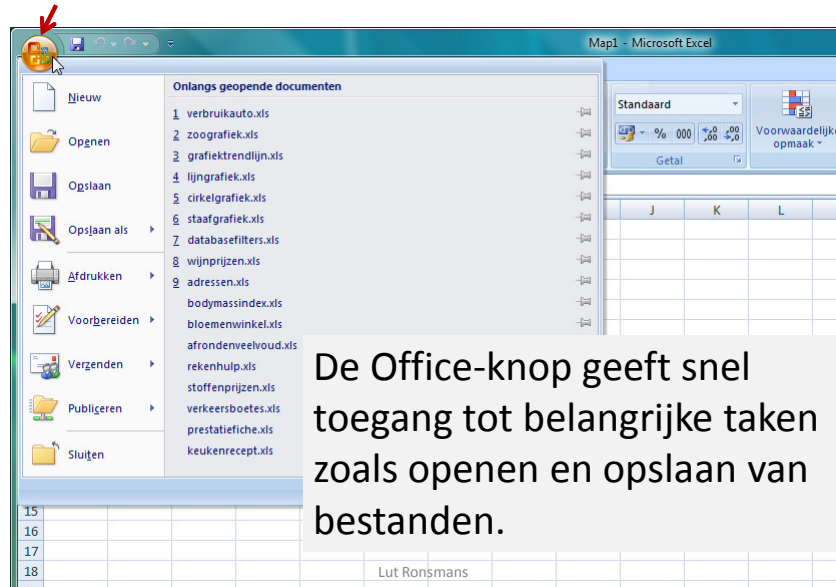 Map1 - Microsoft Excel
Nieuw
Openen
Opslaan
Opslaan als
Afdrukken
Voorbereiden
Verzenden
Publiceren
Sluiten
Onlangs geopende documenten
1 verbruikauto.xls
2 zoografiek.xls
3 grafiektrendlijn.xls
4 lijngrafiek.xls
5 cirkelgrafiek.xls
6 staafgrafiek.xls
7 databasefilters.xls
8 wijnprijzen.xls
9 adressen.xls
bodymassindex.xls
bloemenwinkel.xls
afrondenveelvoud.xls
rekenhulp.xls
stoffenprijzen.xls
verkeersboetes.xls
prestatiefiche.xls
keukenrecept.xls
Standaard
% 000 ,00 ,00
Getal
Voorwaardelijke
opmaak
J K L
De Office-knop geeft snel
toegang tot belangrijke taken
zoals openen en opslaan van
bestanden.
15
16
17
18
Lut Ronsmans